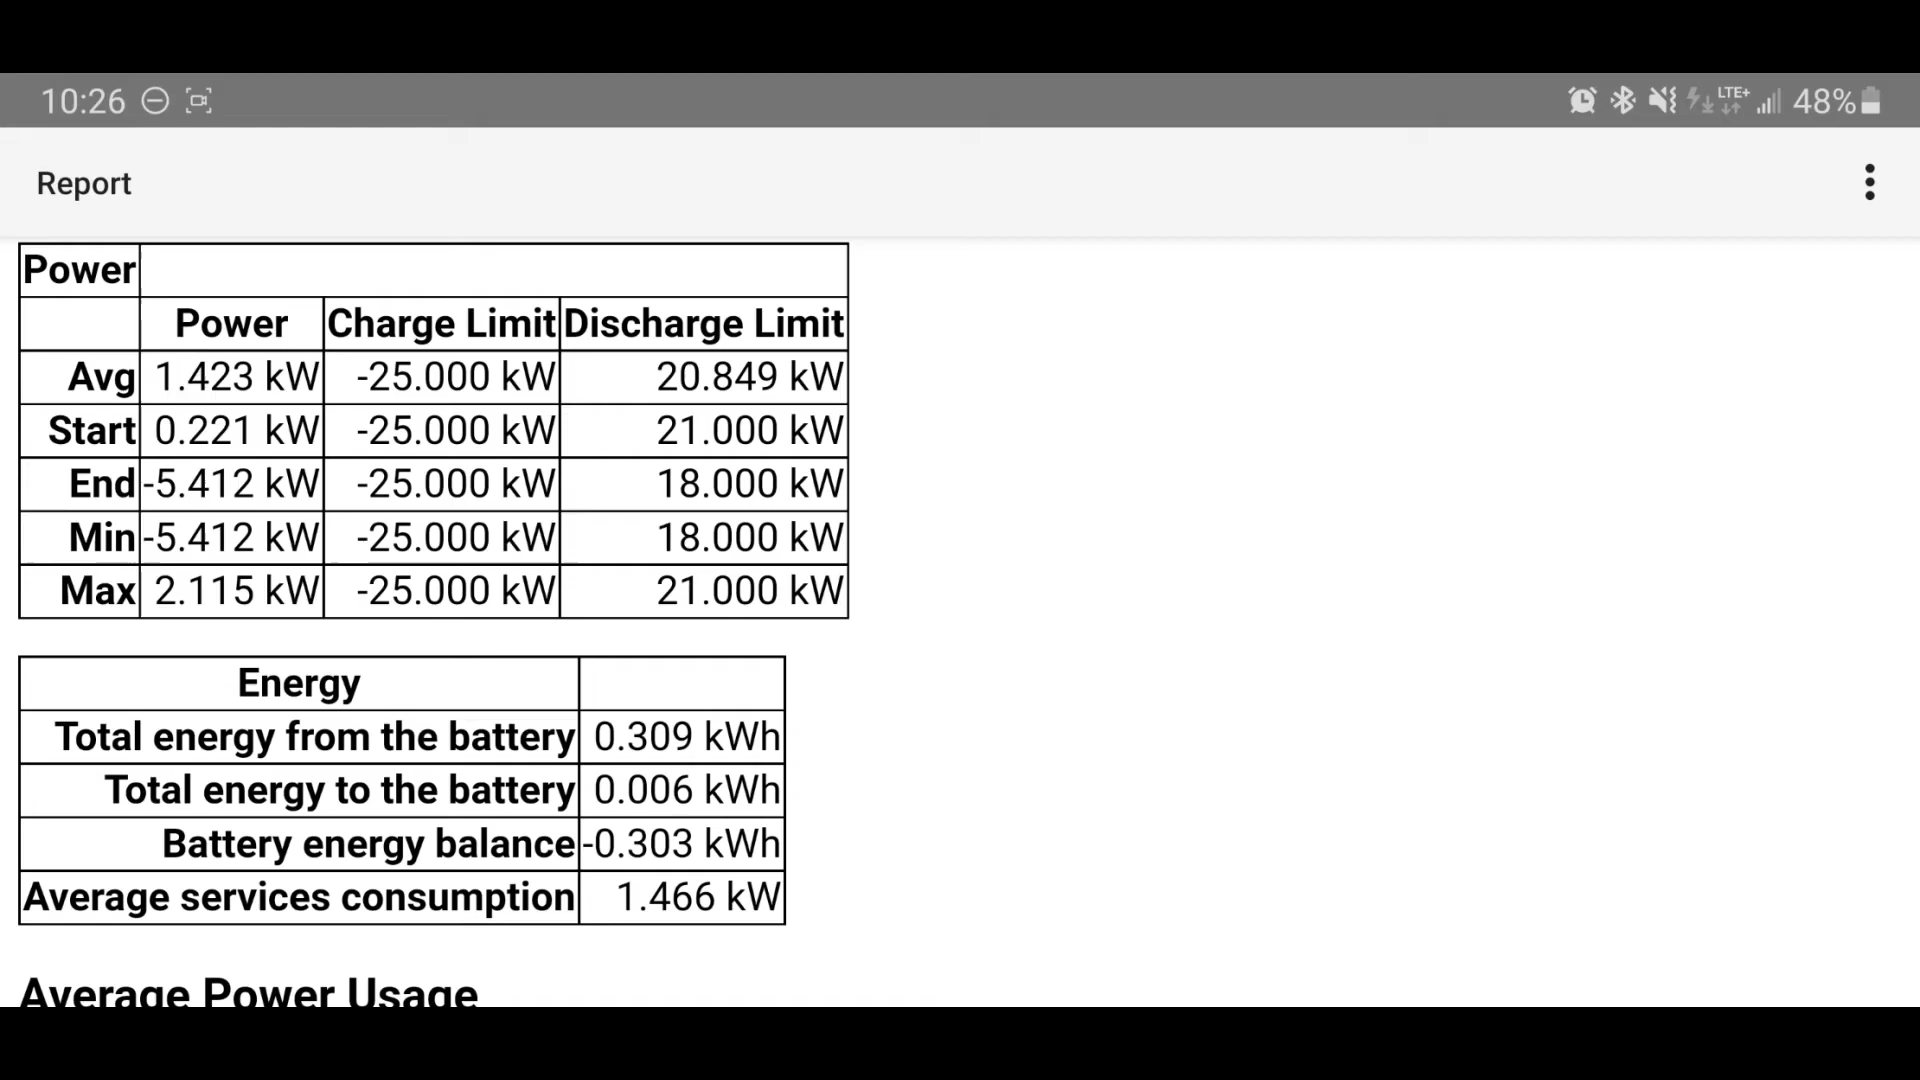 10:26 LTE+ 48%
Report
Power
Power Charge Limit Discharge Limit
Avg 1.423 kW -25.000 kW 20.849 kW
Start 0.221 kW -25.000 kW 21.000 kW
End -5.412 kW -25.000 kW 18.000 kW
Min -5.412 kW -25.000 kW 18.000 kW
Max 2.115 kW -25.000 kW 21.000 kW
Energy
Total energy from the battery 0.309 kWh
Total energy to the battery 0.006 kWh
Battery energy balance -0.303 kWh
Average services consumption 1.466 kW
Average Power Usage